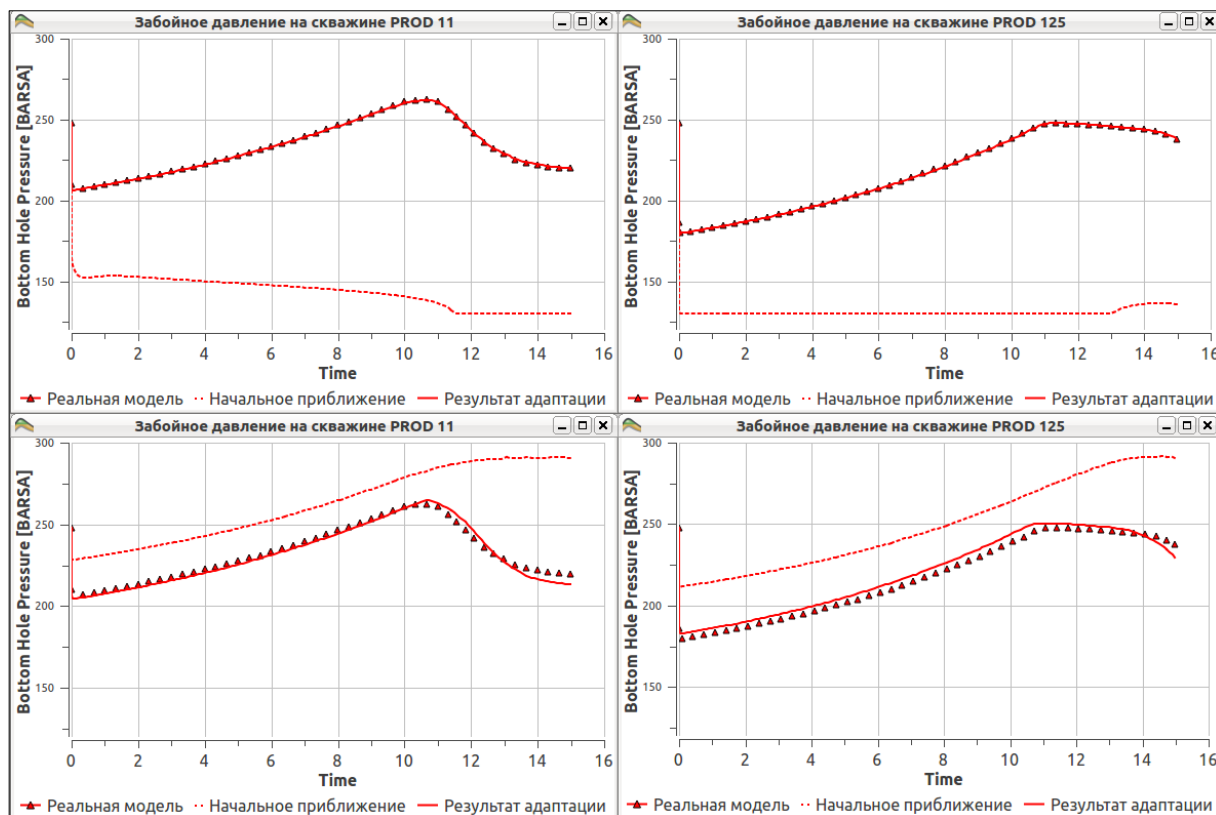 Забойное давление на скважине PROD 11
Bottom Hole Pressure [BARSA]
300
250
200
150
0 2 4 6 8 10 12 14 16
Time
Реальная модель Начальное приближение Результат адаптации
Забойное давление на скважине PROD 125
Bottom Hole Pressure [BARSA]
300
250
200
150
0 2 4 6 8 10 12 14 16
Time
Реальная модель Начальное приближение Результат адаптации
Забойное давление на скважине PROD 11
Bottom Hole Pressure [BARSA]
300
250
200
150
0 2 4 6 8 10 12 14 16
Time
Реальная модель Начальное приближение Результат адаптации
Забойное давление на скважине PROD 125
Bottom Hole Pressure [BARSA]
300
250
200
150
0 2 4 6 8 10 12 14 16
Time
Реальная модель Начальное приближение Результат адаптации